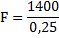 F = 1400/0,25